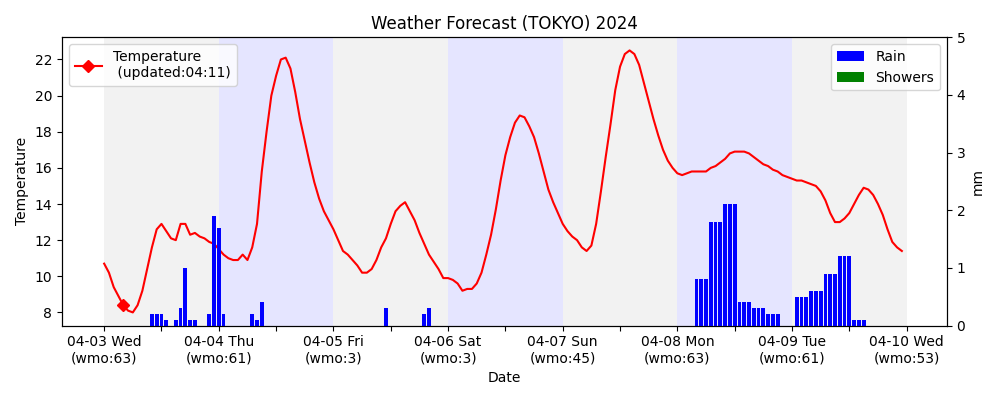 Weather Forecast (TOKYO) 2024
Temperature
(updated:04:11)
Rain
Showers
22
20
18
16
14
12
10
8
Temperature
5
4
3
2
1
0
mm
04-03 Wed
(wmo:63)
04-04 Thu
(wmo:61)
04-05 Fri
(wmo:3)
04-06 Sat
(wmo:3)
04-07 Sun
(wmo:45)
04-08 Mon
(wmo:63)
04-09 Tue
(wmo:61)
04-10 Wed
(wmo:53)
Date